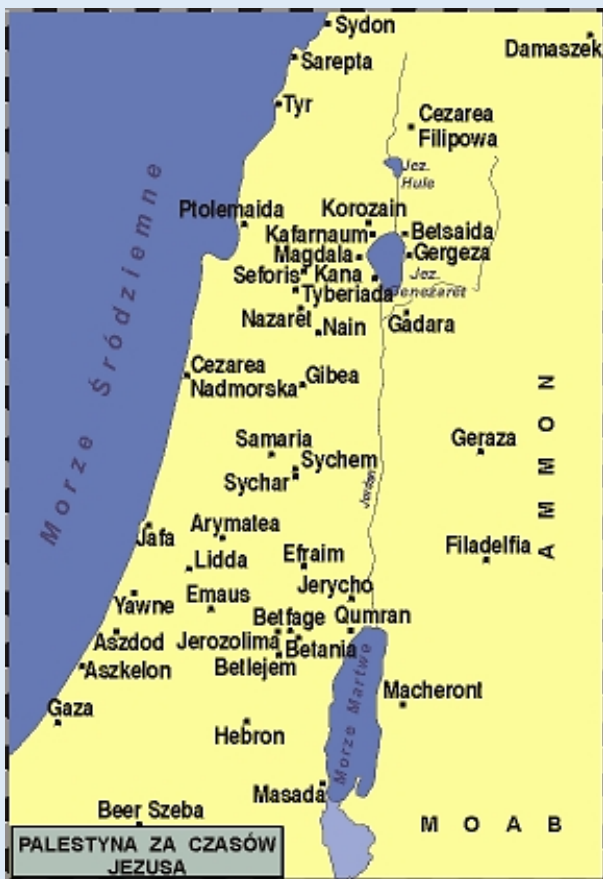 Sydon
Damaszek
Sarepta
Tyr
Cezarea
Filipowa
Jez.
Hule
Ptolemaida
Korozain
Kafarnaum
Betsaida
Magdala
Gergeza
Seforis
Kana
Jez.
Genezaret
Tyberiada
Nazaret
Nain
Gadara
Morze Śródziemne
Cezarea
Nadmorska
Gibea
AMMON
Samaria
Geraza
Sychem
Sychar
Jordan
Arymatea
Jafa
Efraim
Filadelfia
Lidda
Jerycho
Yawne
Emaus
Betfage
Qumran
Aszdod
Jerozolima
Betania
Aszkelon
Betlejem
Morze Martwe
Macheront
Gaza
Hebron
Masada
Beer Szeba
MOAB
PALESTYNA ZA CZASÓW
JEZUSA